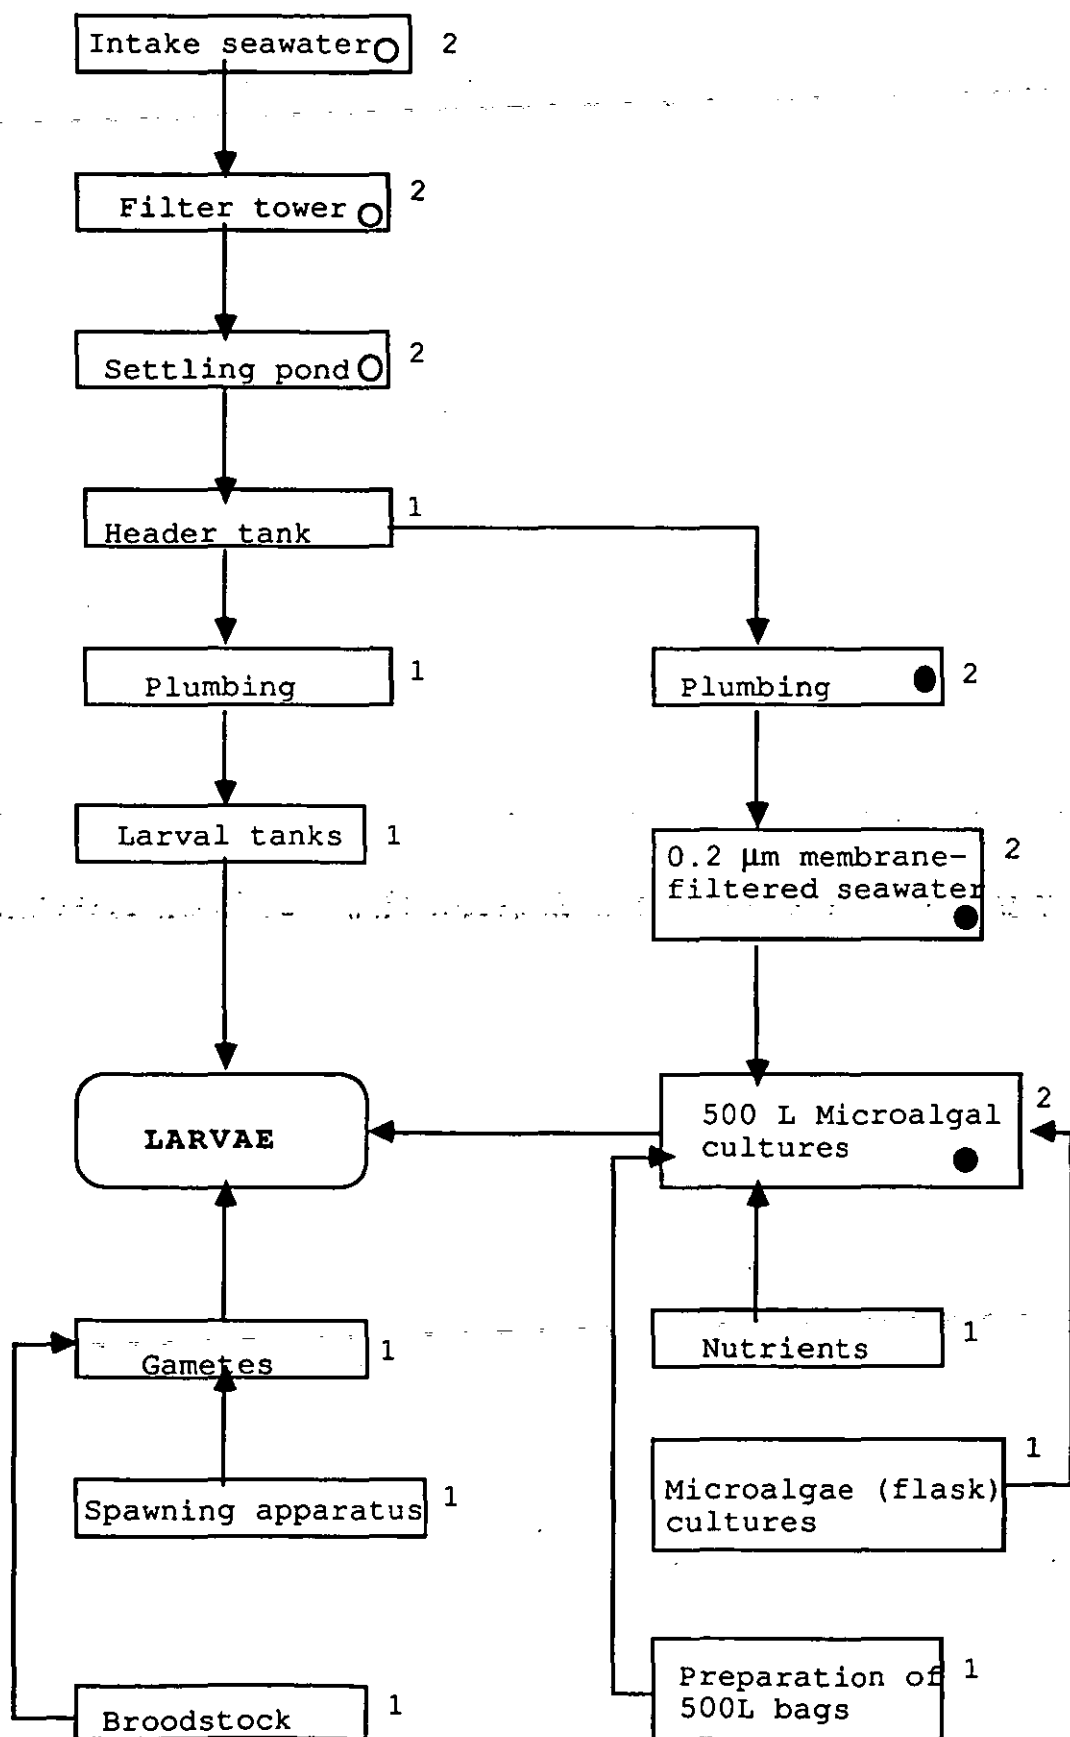 Intake seawater 2
Filter tower 2
Settling pond 2
Header tank 1
Plumbing 1
Plumbing 2
Larval tanks 1
0.2 µm membrane- 2
filtered seawater
LARVAE
500 L Microalgal 2
cultures
Gametes 1
Nutrients 1
Spawning apparatus 1
Microalgae (flask) 1
cultures
Broodstock 1
Preparation of 1
500L bags